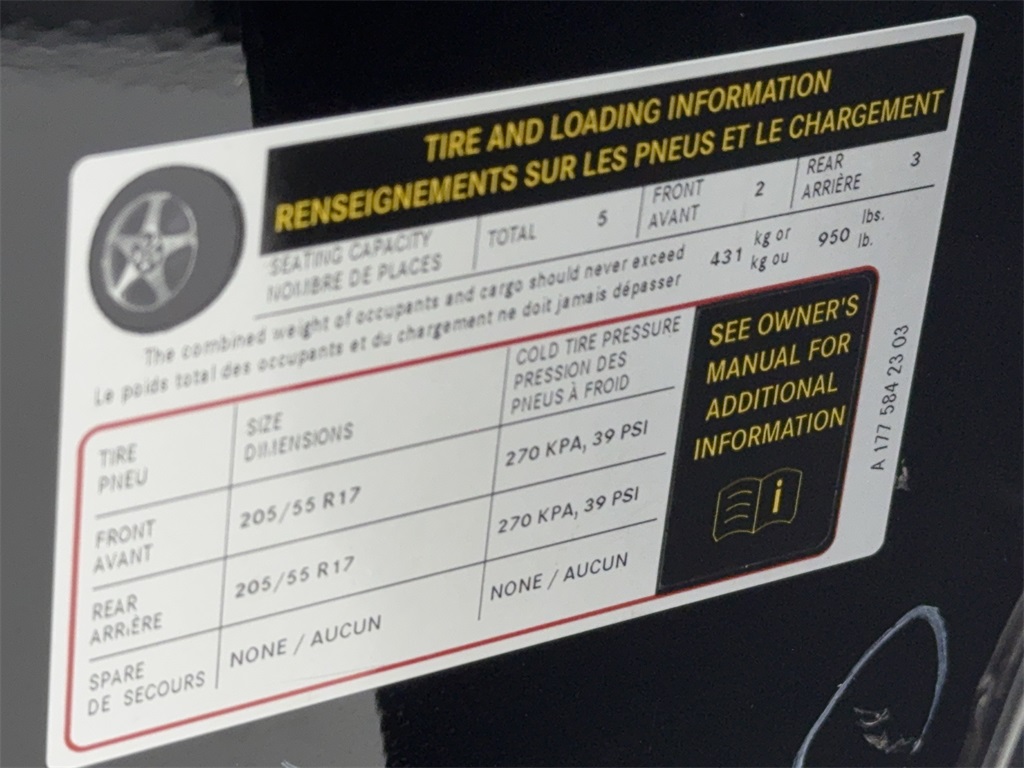 TIRE AND LOADING INFORMATION
RENSEIGNEMENTS SUR LES PNEUS ET LE CHARGEMENT
SEATING CAPACITY
NOMBRE DE PLACES
TOTAL 5
FRONT
AVANT
2
REAR
ARRIÈRE
3
The combined weight of occupants and cargo should never exceed
Le poids total des occupants et du chargement ne doit jamais dépasser
431 kg or
kg ou
950 lbs.
lb.
TIRE
PNEU
SIZE
DIMENSIONS
COLD TIRE PRESSURE
PRESSION DES
PNEUS À FROID
FRONT
AVANT
205/55 R17
270 KPA, 39 PSI
REAR
ARRIÈRE
205/55 R17
270 KPA, 39 PSI
SPARE
DE SECOURS
NONE / AUCUN
NONE / AUCUN
SEE OWNER'S
MANUAL FOR
ADDITIONAL
INFORMATION
i
A 177 584 23 03